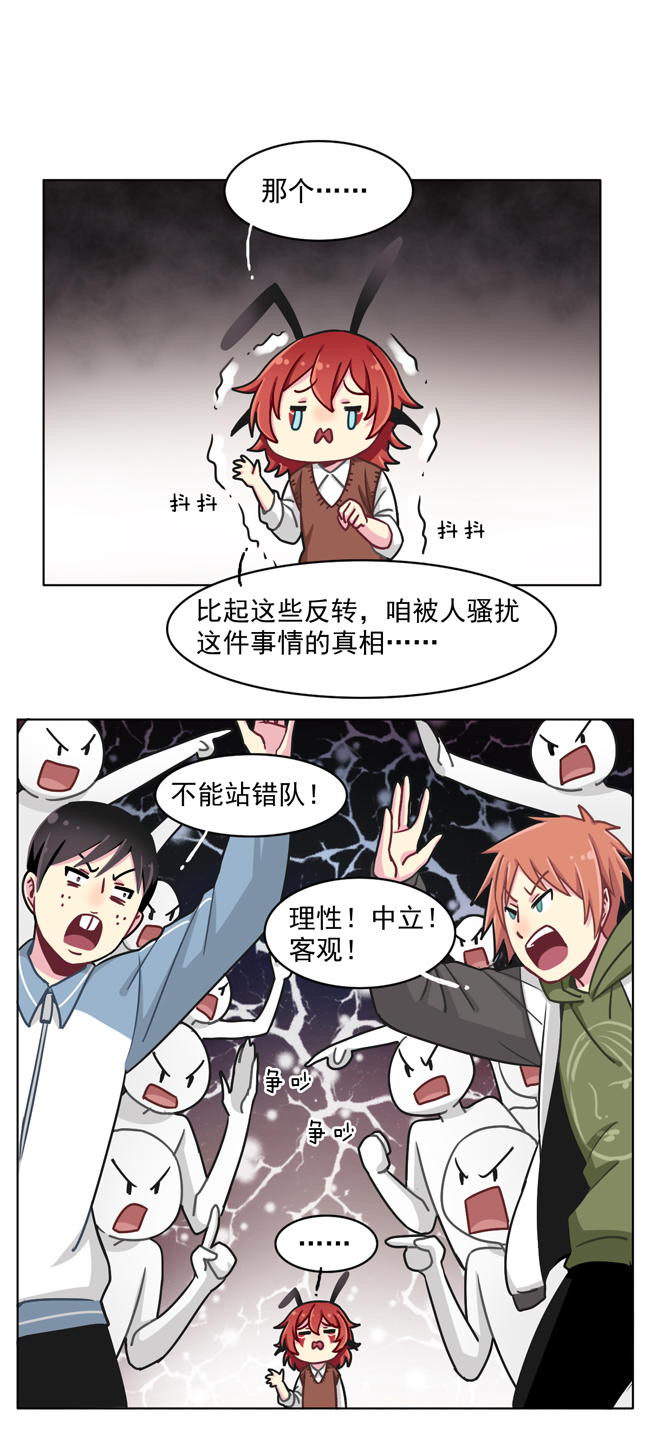 那个……
抖抖
抖抖
比起这些反转，咱被人骚扰
这件事情的真相……
不能站错队！
理性！中立！
客观！
争吵
争吵
……